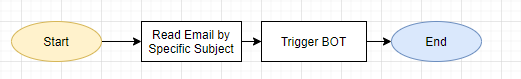 Start
Read Email by
Specific Subject
Trigger BOT
End